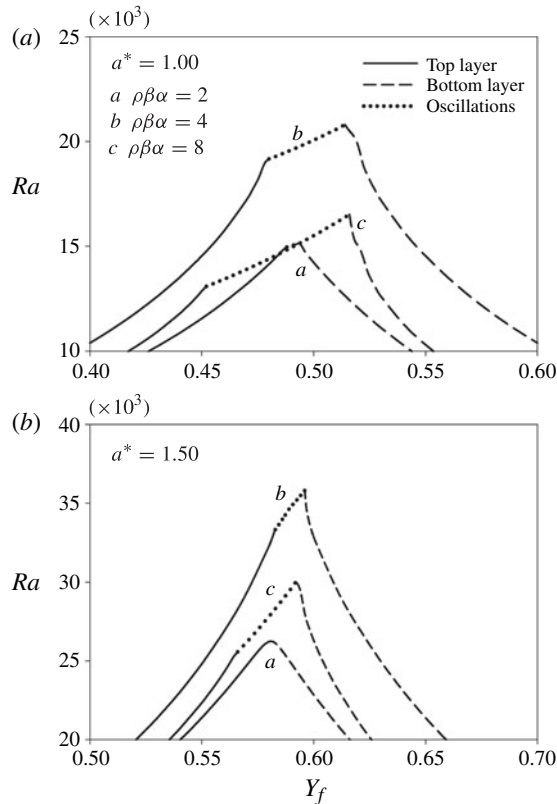 (a)
(×10³)
25
20
15
10
Ra
a* = 1.00
a ρβα = 2
b ρβα = 4
c ρβα = 8
Top layer
Bottom layer
Oscillations
b
c
a
0.40 0.45 0.50 0.55 0.60
(b)
(×10³)
40
35
30
25
20
Ra
a* = 1.50
b
c
a
0.50 0.55 0.60 0.65 0.70
Y_f